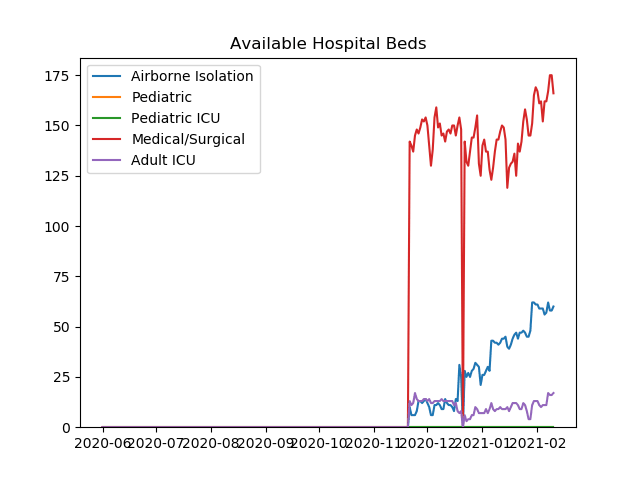 Available Hospital Beds
Airborne Isolation
Pediatric
Pediatric ICU
Medical/Surgical
Adult ICU
175
150
125
100
75
50
25
0
2020-06 2020-07 2020-08 2020-09 2020-10 2020-11 2020-12 2021-01 2021-02